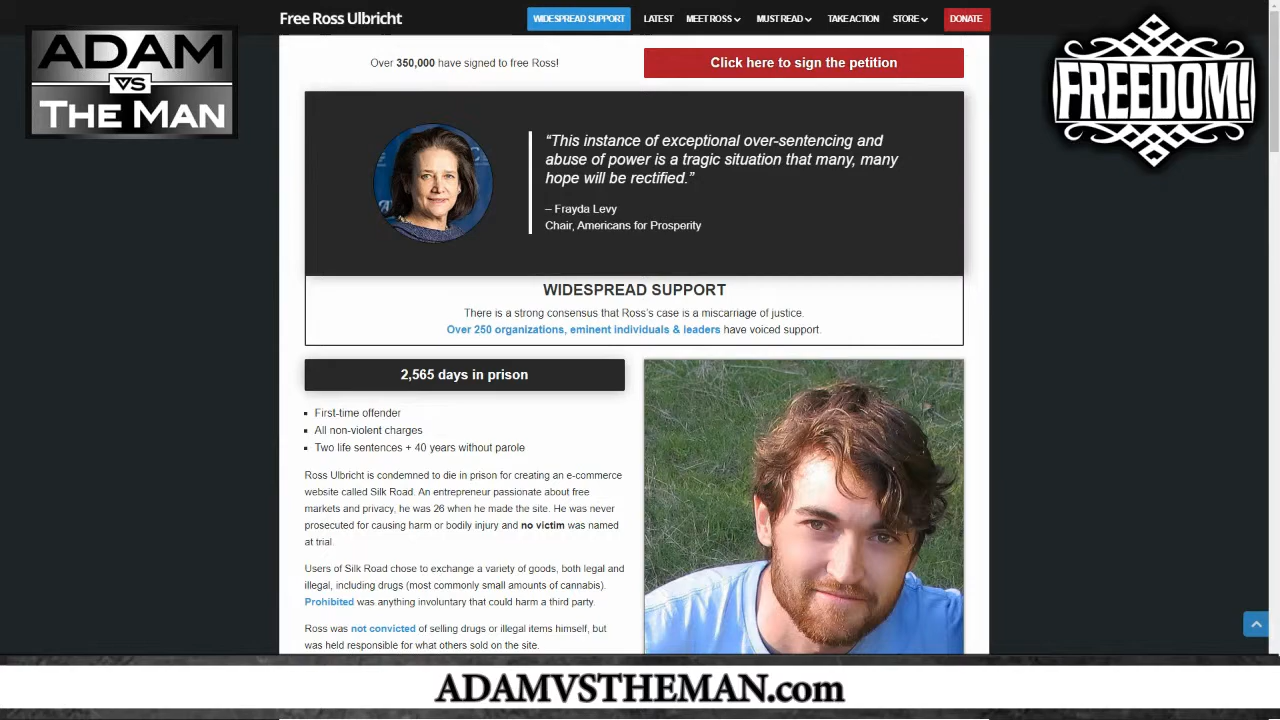 ADAM
VS
THE MAN
Free Ross Ulbricht
WIDESPREAD SUPPORT
LATEST
MEET ROSS
MUST READ
TAKE ACTION
STORE
DONATE
FREEDOM!
Over 350,000 have signed to free Ross!
Click here to sign the petition
“This instance of exceptional over-sentencing and
abuse of power is a tragic situation that many, many
hope will be rectified.”
– Frayda Levy
Chair, Americans for Prosperity
WIDESPREAD SUPPORT
There is a strong consensus that Ross's case is a miscarriage of justice.
Over 250 organizations, eminent individuals & leaders have voiced support.
2,565 days in prison
First-time offender
All non-violent charges
Two life sentences + 40 years without parole
Ross Ulbricht is condemned to die in prison for creating an e-commerce
website called Silk Road. An entrepreneur passionate about free
markets and privacy, he was 26 when he made the site. He was never
prosecuted for causing harm or bodily injury and no victim was named
at trial.
Users of Silk Road chose to exchange a variety of goods, both legal and
illegal, including drugs (most commonly small amounts of cannabis).
Prohibited was anything involuntary that could harm a third party.
Ross was not convicted of selling drugs or illegal items himself, but
was held responsible for what others sold on the site.
ADAMVSTHEMAN.com